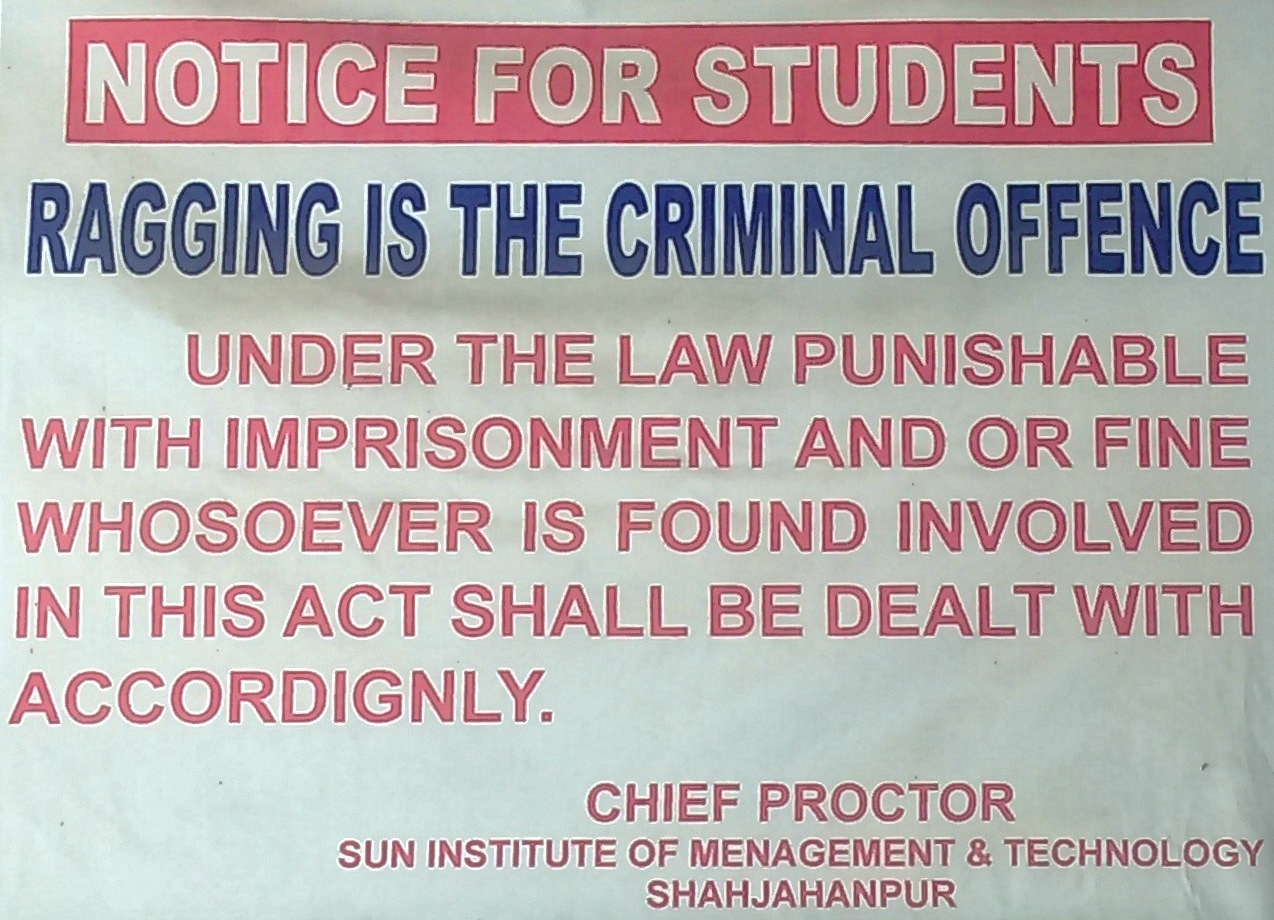 NOTICE FOR STUDENTS
RAGGING IS THE CRIMINAL OFFENCE
UNDER THE LAW PUNISHABLE
WITH IMPRISONMENT AND OR FINE
WHOSOEVER IS FOUND INVOLVED
IN THIS ACT SHALL BE DEALT WITH
ACCORDIGNLY.
CHIEF PROCTOR
SUN INSTITUTE OF MENAGEMENT & TECHNOLOGY
SHAHJAHANPUR